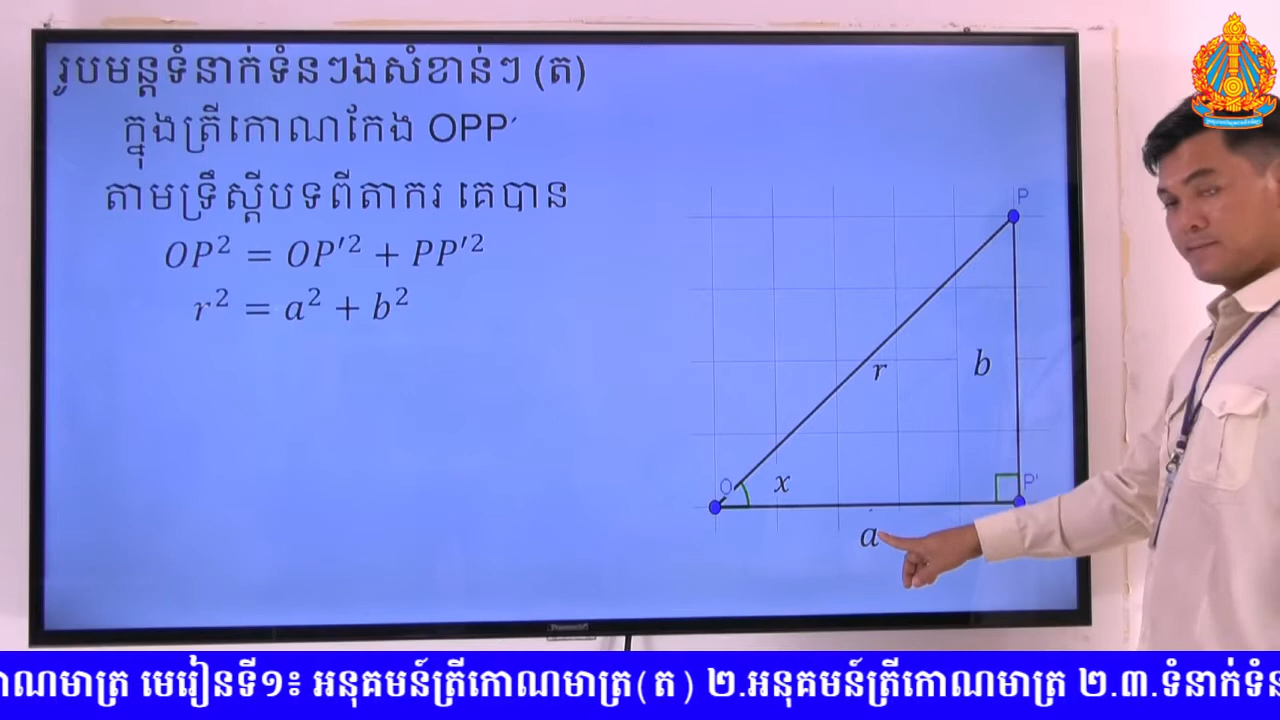 រូបមន្តទំនាក់ទំនងសំខាន់ៗ (ត)
ក្នុងត្រីកោណកែង OPP′
តាមទ្រឹស្តីបទពីតាករ គេបាន
OP² = OP′² + PP′²
r² = a² + b²
P
r
b
O
x
P'
a
ណមាត្រ មេរៀនទី១៖ អនុគមន៍ត្រីកោណមាត្រ(ត) ២.អនុគមន៍ត្រីកោណមាត្រ ២.៣.ទំនាក់ទំន